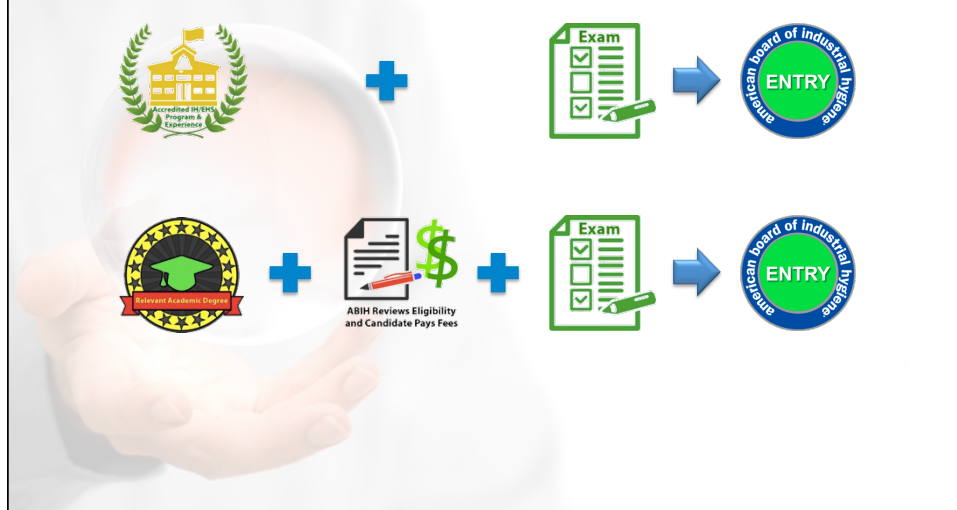 Exam
american board of industrial hygiene
ENTRY
Accredited IH/EHS
Program &
Experience
Exam
american board of industrial hygiene
ENTRY
Relevant Academic Degree
ABIH Reviews Eligibility
and Candidate Pays Fees